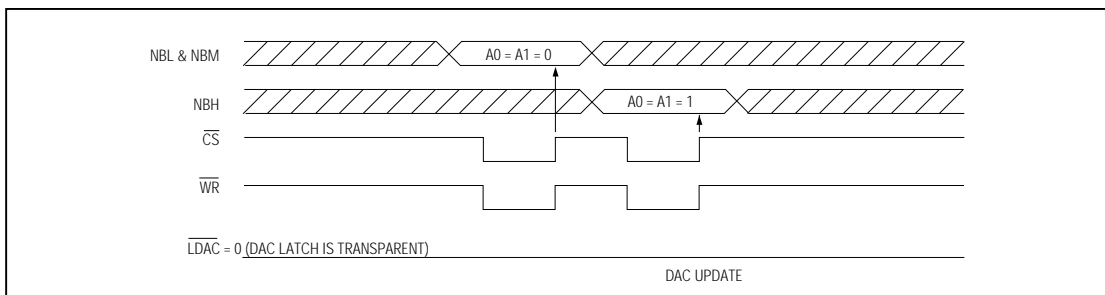 NBL & NBM
A0 = A1 = 0
NBH
A0 = A1 = 1
CS
WR
LDAC = 0 (DAC LATCH IS TRANSPARENT)
DAC UPDATE